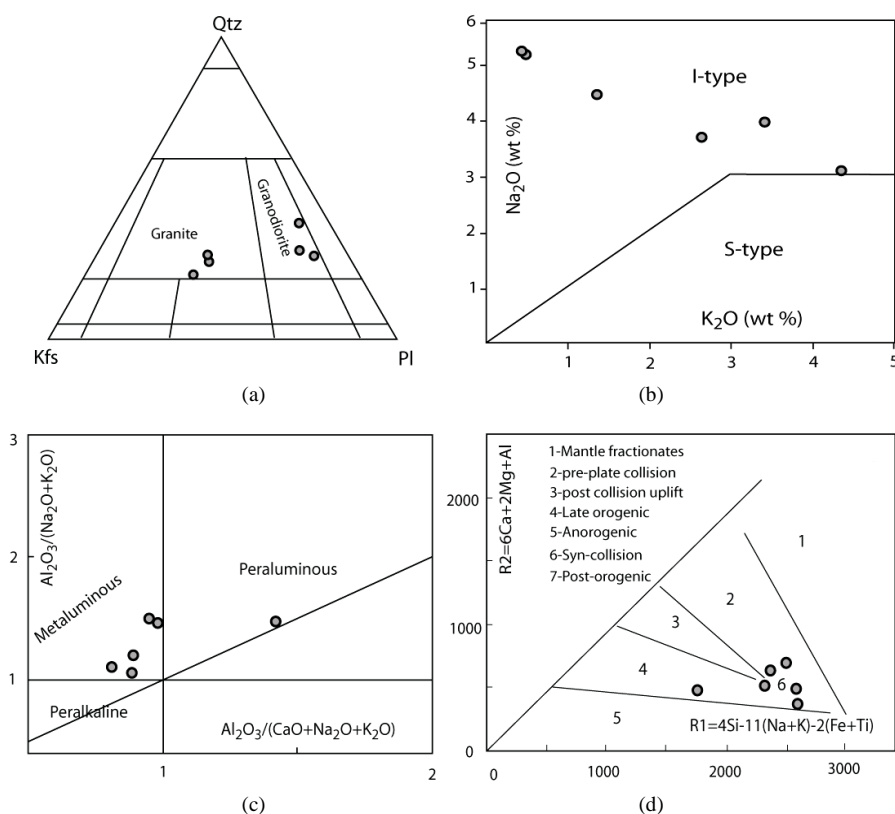 Qtz
Granite
Granodiorite
Kfs
Pl
(a)
6
5
4
3
2
1
Na2O (wt %)
I-type
S-type
K2O (wt %)
1
2
3
4
5
(b)
3
2
1
Al2O3/(Na2O+K2O)
Metaluminous
Peraluminous
Peralkaline
Al2O3/(CaO+Na2O+K2O)
1
2
(c)
R2=6Ca+2Mg+Al
2000
1000
0
1-Mantle fractionates
2-pre-plate collision
3-post collision uplift
4-Late orogenic
5-Anorogenic
6-Syn-collision
7-Post-orogenic
1
2
3
4
6
5
R1=4Si-11(Na+K)-2(Fe+Ti)
0
1000
2000
3000
(d)